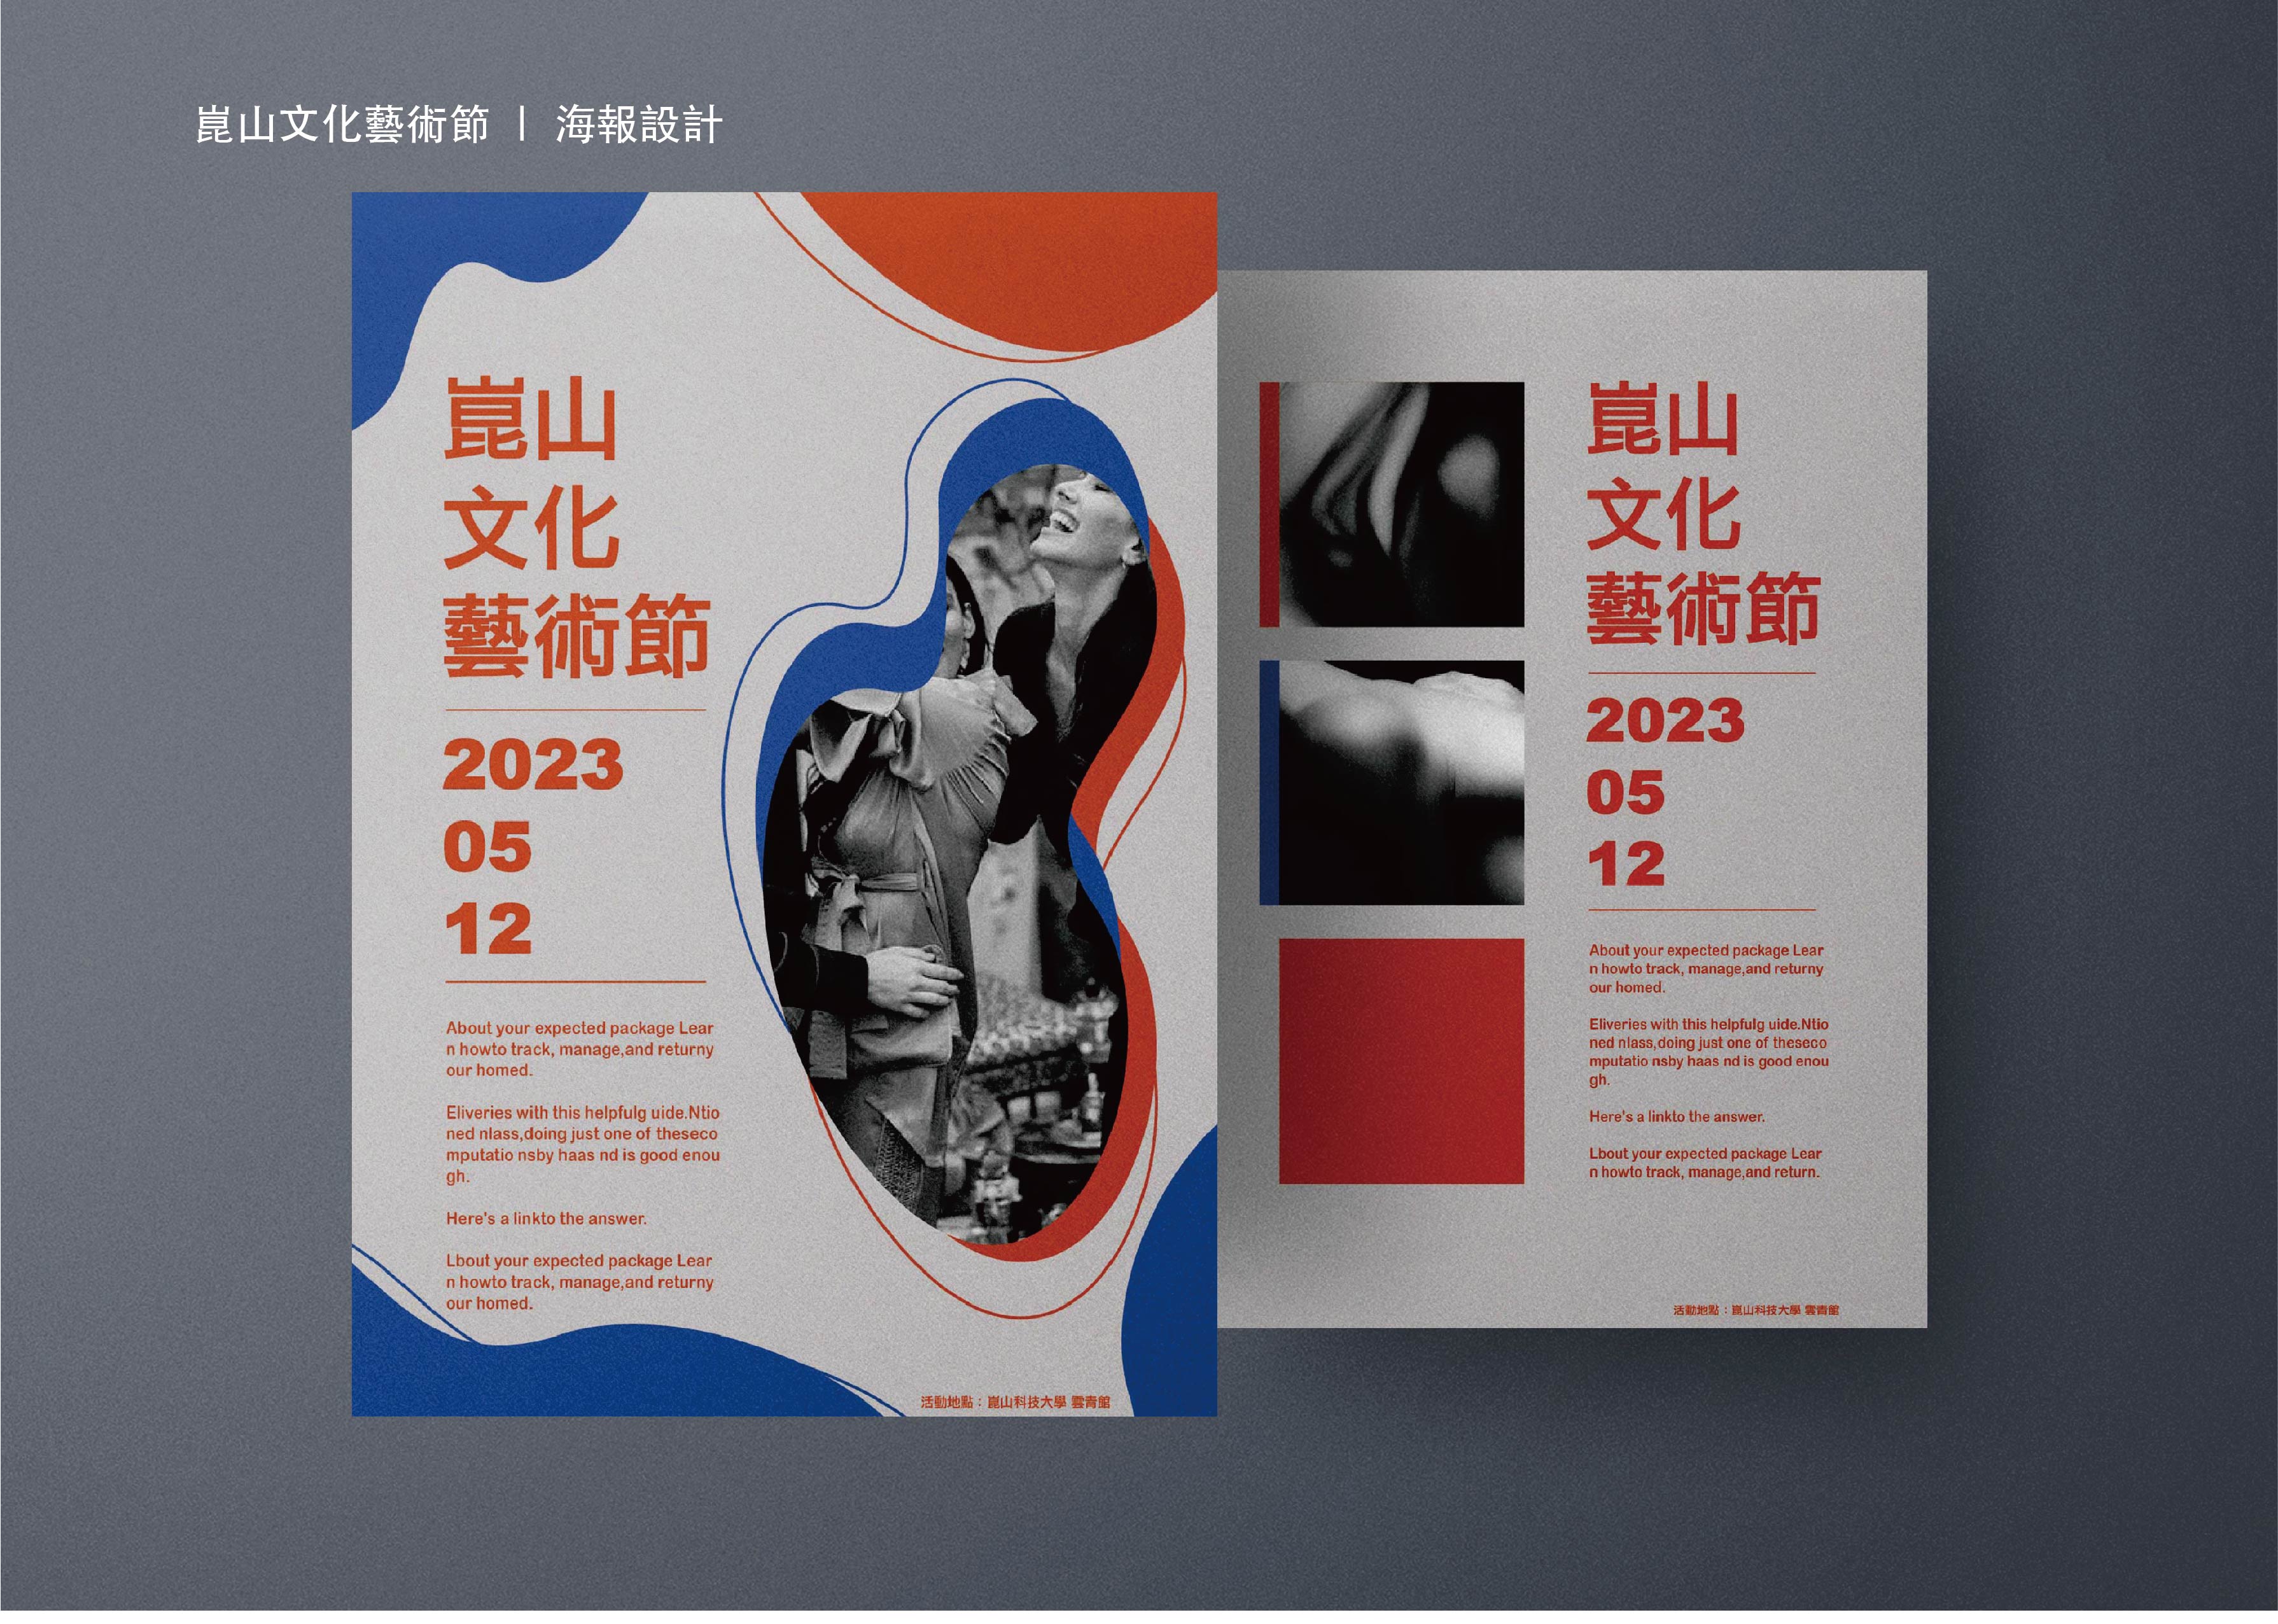 崑山文化藝術節 | 海報設計
崑山
文化
藝術節
2023
05
12
About your expected package Lear
n howto track, manage,and returny
our homed.
Eliveries with this helpfulg uide.Ntio
ned nlass,doing just one of theseco
mputatio nsby haas nd is good enou
gh.
Here's a linkto the answer.
Lbout your expected package Lear
n howto track, manage,and returny
our homed.
活動地點：崑山科技大學 雲青館
崑山
文化
藝術節
2023
05
12
About your expected package Lear
n howto track, manage,and returny
our homed.
Eliveries with this helpfulg uide.Ntio
ned nlass,doing just one of theseco
mputatio nsby haas nd is good enou
gh.
Here's a linkto the answer.
Lbout your expected package Lear
n howto track, manage,and return.
活動地點：崑山科技大學 雲青館